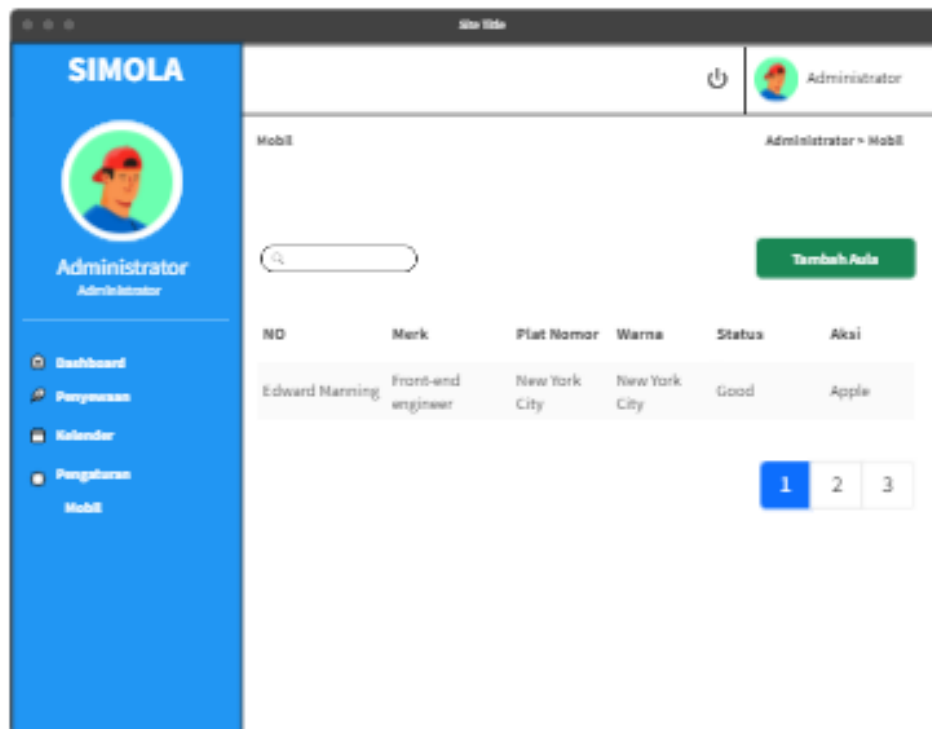 Site Title
SIMOLA
Administrator
Administrator
Dashboard
Penyewaan
Kelender
Pengaturan
Mobil
Administrator
Mobil
Administrator > Mobil
Tambah Aula
NO Merk Plat Nomor Warna Status Aksi
Edward Manning Front-end engineer New York City New York City Good Apple
1 2 3